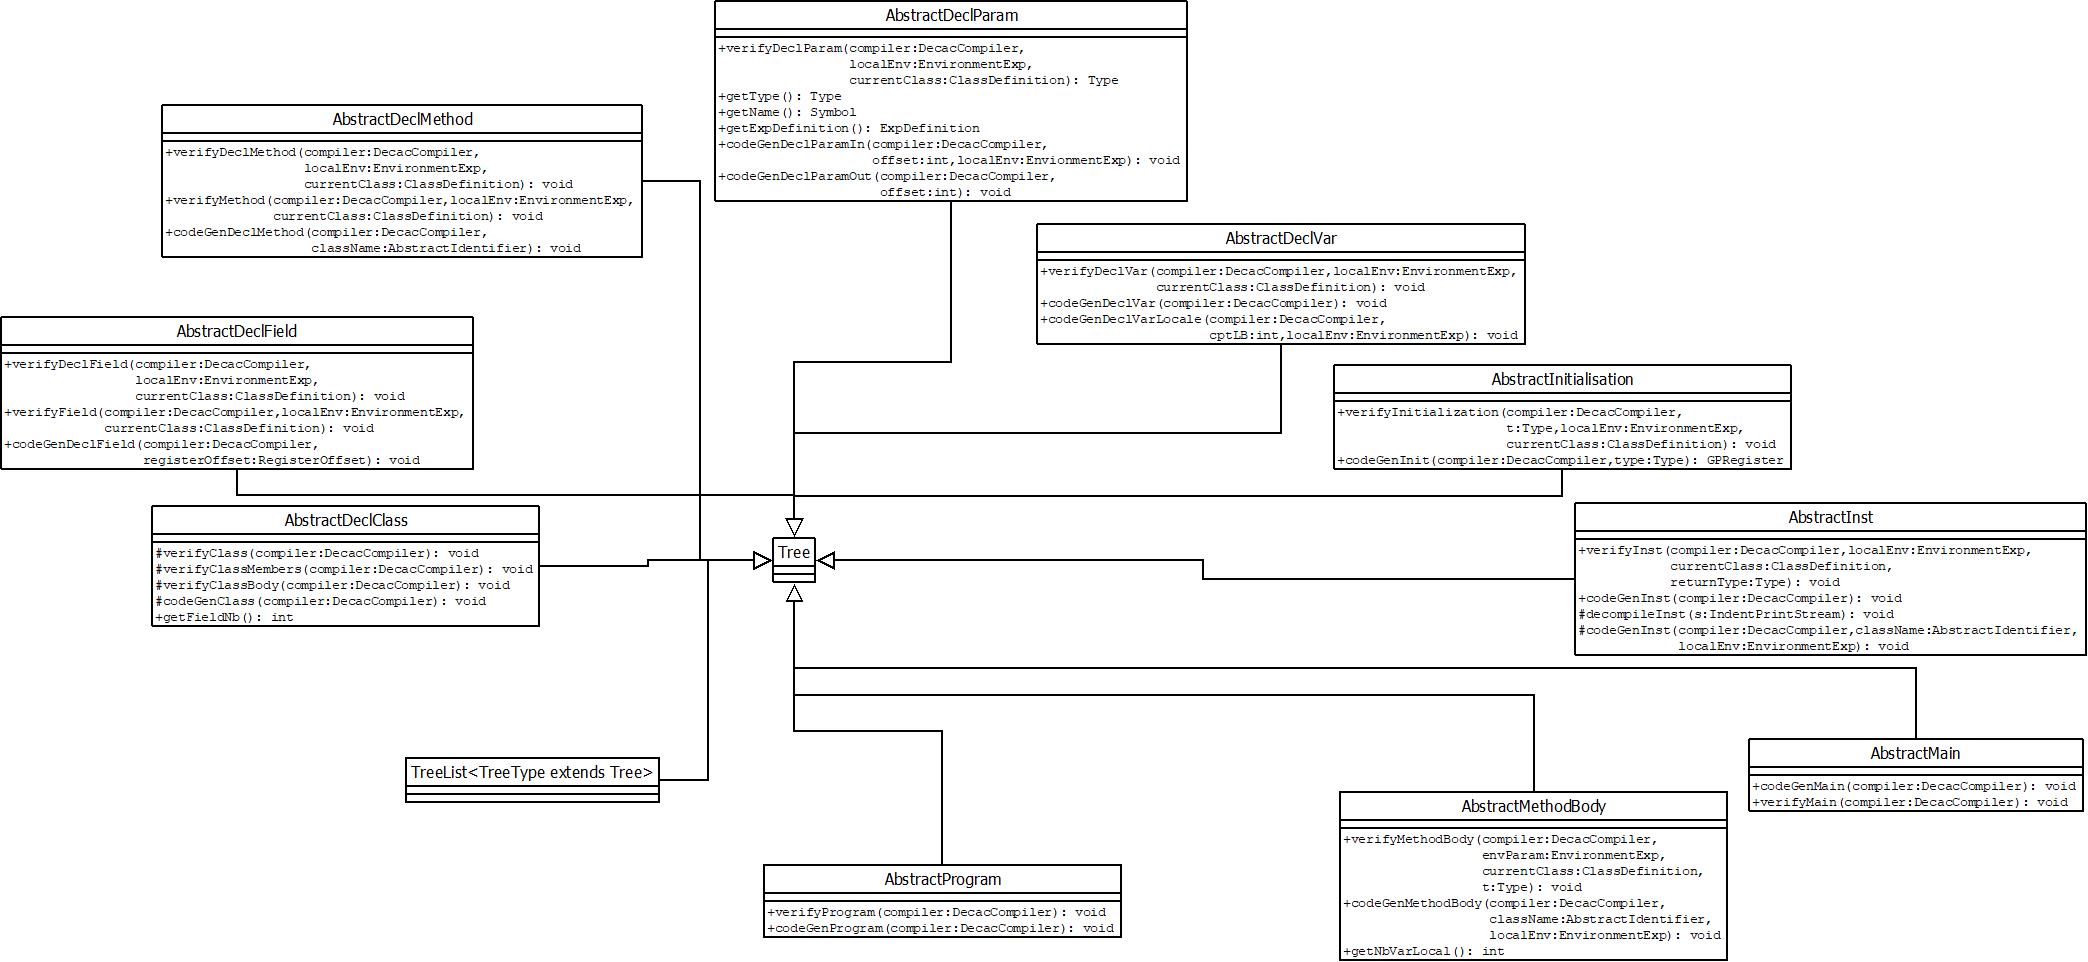 AbstractDeclParam
+verifyDeclParam(compiler:DecacCompiler,
localEnv:EnvironmentExp,
currentClass:ClassDefinition): Type
+getType(): Type
+getName(): Symbol
+getExpDefinition(): ExpDefinition
+codeGenDeclParamIn(compiler:DecacCompiler,
offset:int,localEnv:EnvionmentExp): void
+codeGenDeclParamOut(compiler:DecacCompiler,
offset:int): void
AbstractDeclMethod
+verifyDeclMethod(compiler:DecacCompiler,
localEnv:EnvironmentExp,
currentClass:ClassDefinition): void
+verifyMethod(compiler:DecacCompiler,localEnv:EnvironmentExp,
currentClass:ClassDefinition): void
+codeGenDeclMethod(compiler:DecacCompiler,
className:AbstractIdentifier): void
AbstractDeclVar
+verifyDeclVar(compiler:DecacCompiler,localEnv:EnvironmentExp,
currentClass:ClassDefinition): void
+codeGenDeclVar(compiler:DecacCompiler): void
+codeGenDeclVarLocale(compiler:DecacCompiler,
cptLB:int,localEnv:EnvironmentExp): void
AbstractDeclField
+verifyDeclField(compiler:DecacCompiler,
localEnv:EnvironmentExp,
currentClass:ClassDefinition): void
+verifyField(compiler:DecacCompiler,localEnv:EnvironmentExp,
currentClass:ClassDefinition): void
+codeGenDeclField(compiler:DecacCompiler,
registerOffset:RegisterOffset): void
AbstractInitialisation
+verifyInitialization(compiler:DecacCompiler,
t:Type,localEnv:EnvironmentExp,
currentClass:ClassDefinition): void
+codeGenInit(compiler:DecacCompiler,type:Type): GPRegister
AbstractDeclClass
#verifyClass(compiler:DecacCompiler): void
#verifyClassMembers(compiler:DecacCompiler): void
#verifyClassBody(compiler:DecacCompiler): void
#codeGenClass(compiler:DecacCompiler): void
+getFieldNb(): int
Tree
AbstractInst
+verifyInst(compiler:DecacCompiler,localEnv:EnvironmentExp,
currentClass:ClassDefinition,
returnType:Type): void
+codeGenInst(compiler:DecacCompiler): void
#decompileInst(s:IndentPrintStream): void
#codeGenInst(compiler:DecacCompiler,className:AbstractIdentifier,
localEnv:EnvironmentExp): void
TreeList<TreeType extends Tree>
AbstractMain
+codeGenMain(compiler:DecacCompiler): void
+verifyMain(compiler:DecacCompiler): void
AbstractMethodBody
+verifyMethodBody(compiler:DecacCompiler,
envParam:EnvironmentExp,
currentClass:ClassDefinition,
t:Type): void
+codeGenMethodBody(compiler:DecacCompiler,
className:AbstractIdentifier,
localEnv:EnvironmentExp): void
+getNbVarLocal(): int
AbstractProgram
+verifyProgram(compiler:DecacCompiler): void
+codeGenProgram(compiler:DecacCompiler): void